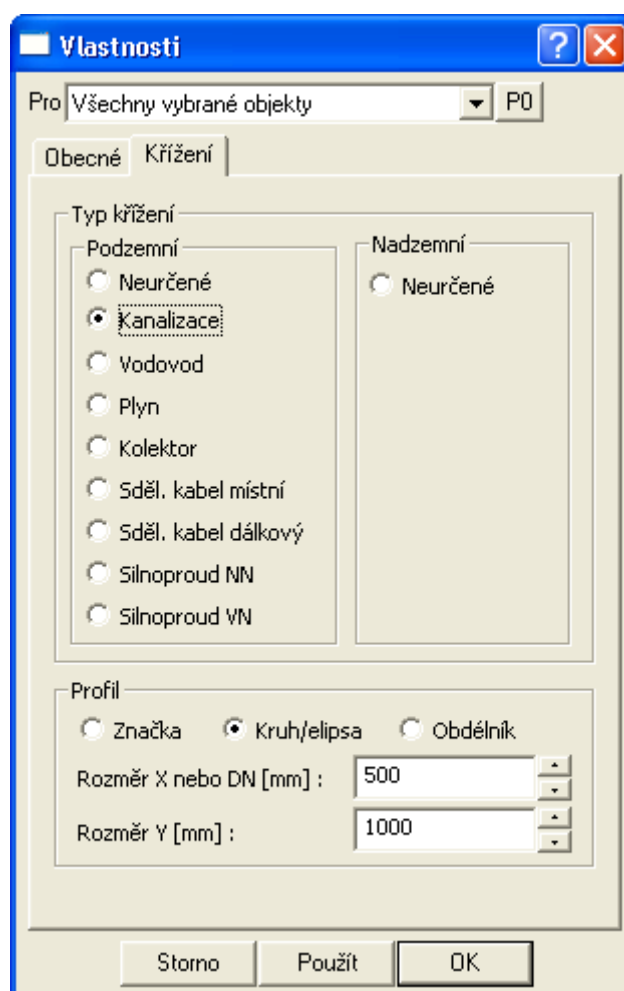 Vlastnosti
Pro Všechny vybrané objekty P0
Obecné Křížení
Typ křížení
Podzemní
Neurčené
Kanalizace
Vodovod
Plyn
Kolektor
Sděl. kabel místní
Sděl. kabel dálkový
Silnoproud NN
Silnoproud VN
Nadzemní
Neurčené
Profil
Značka Kruh/elipsa Obdélník
Rozměr X nebo DN [mm] : 500
Rozměr Y [mm] : 1000
Storno Použít OK